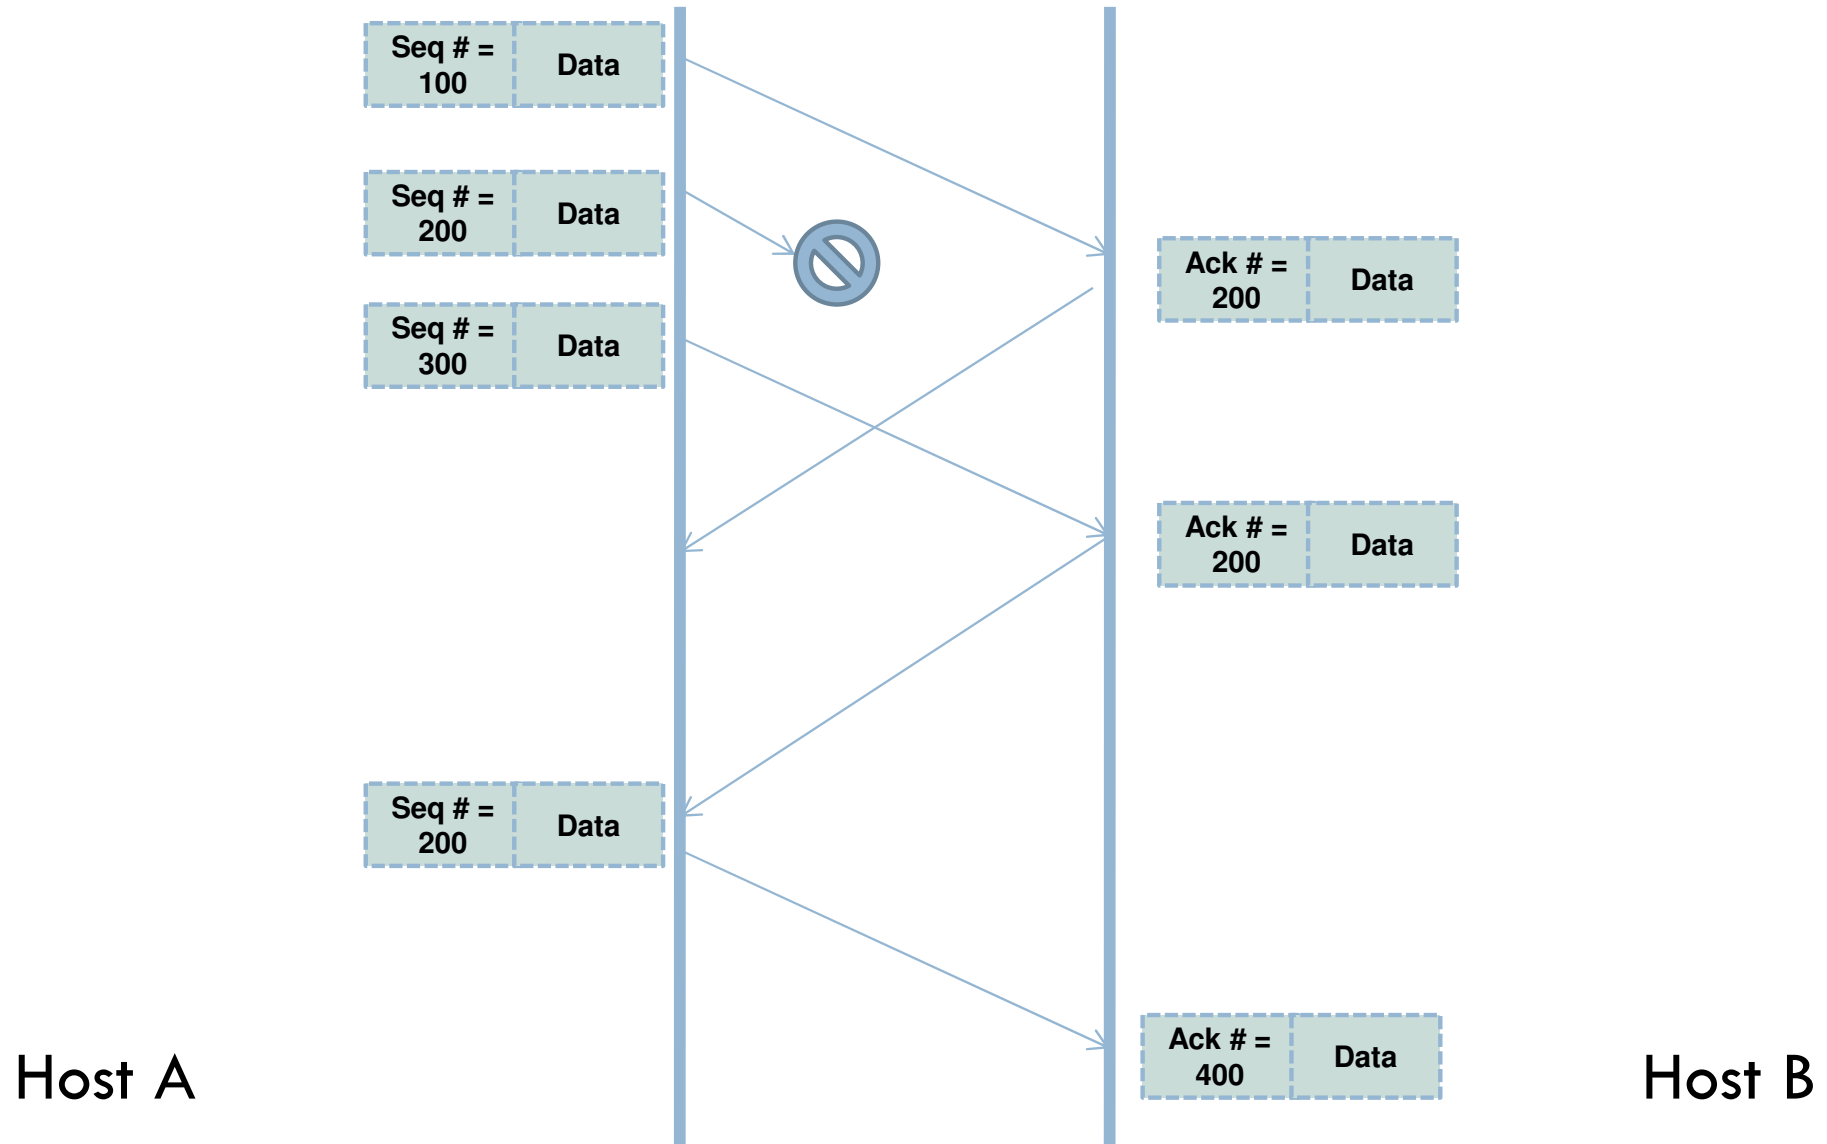 Seq # =
100
Data
Seq # =
200
Data
Ack # =
200
Data
Seq # =
300
Data
Ack # =
200
Data
Seq # =
200
Data
Ack # =
400
Data
Host A
Host B